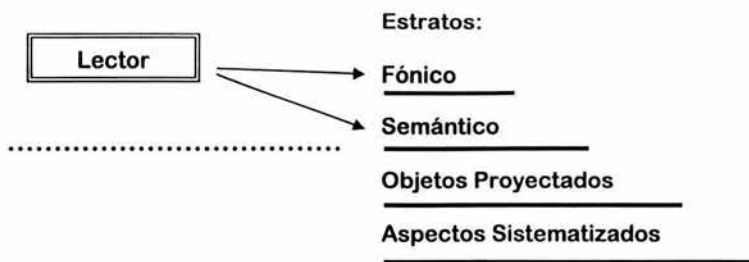 Estratos:
Lector
Fónico
Semántico
Objetos Proyectados
Aspectos Sistematizados